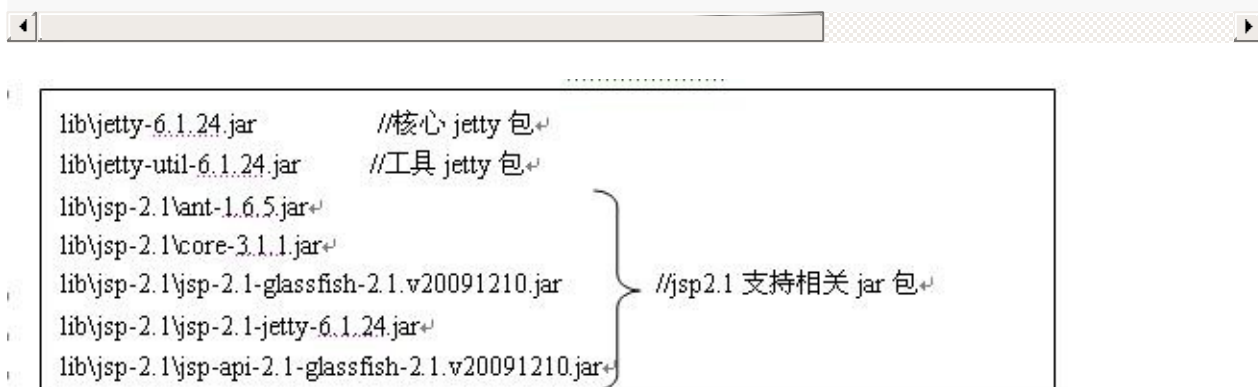 lib\jetty-6.1.24.jar //核心 jetty 包
lib\jetty-util-6.1.24.jar //工具 jetty 包
lib\jsp-2.1\ant-1.6.5.jar
lib\jsp-2.1\core-3.1.1.jar
lib\jsp-2.1\jsp-2.1-glassfish-2.1.v20091210.jar //jsp2.1 支持相关 jar 包
lib\jsp-2.1\jsp-2.1-jetty-6.1.24.jar
lib\jsp-2.1\jsp-api-2.1-glassfish-2.1.v20091210.jar